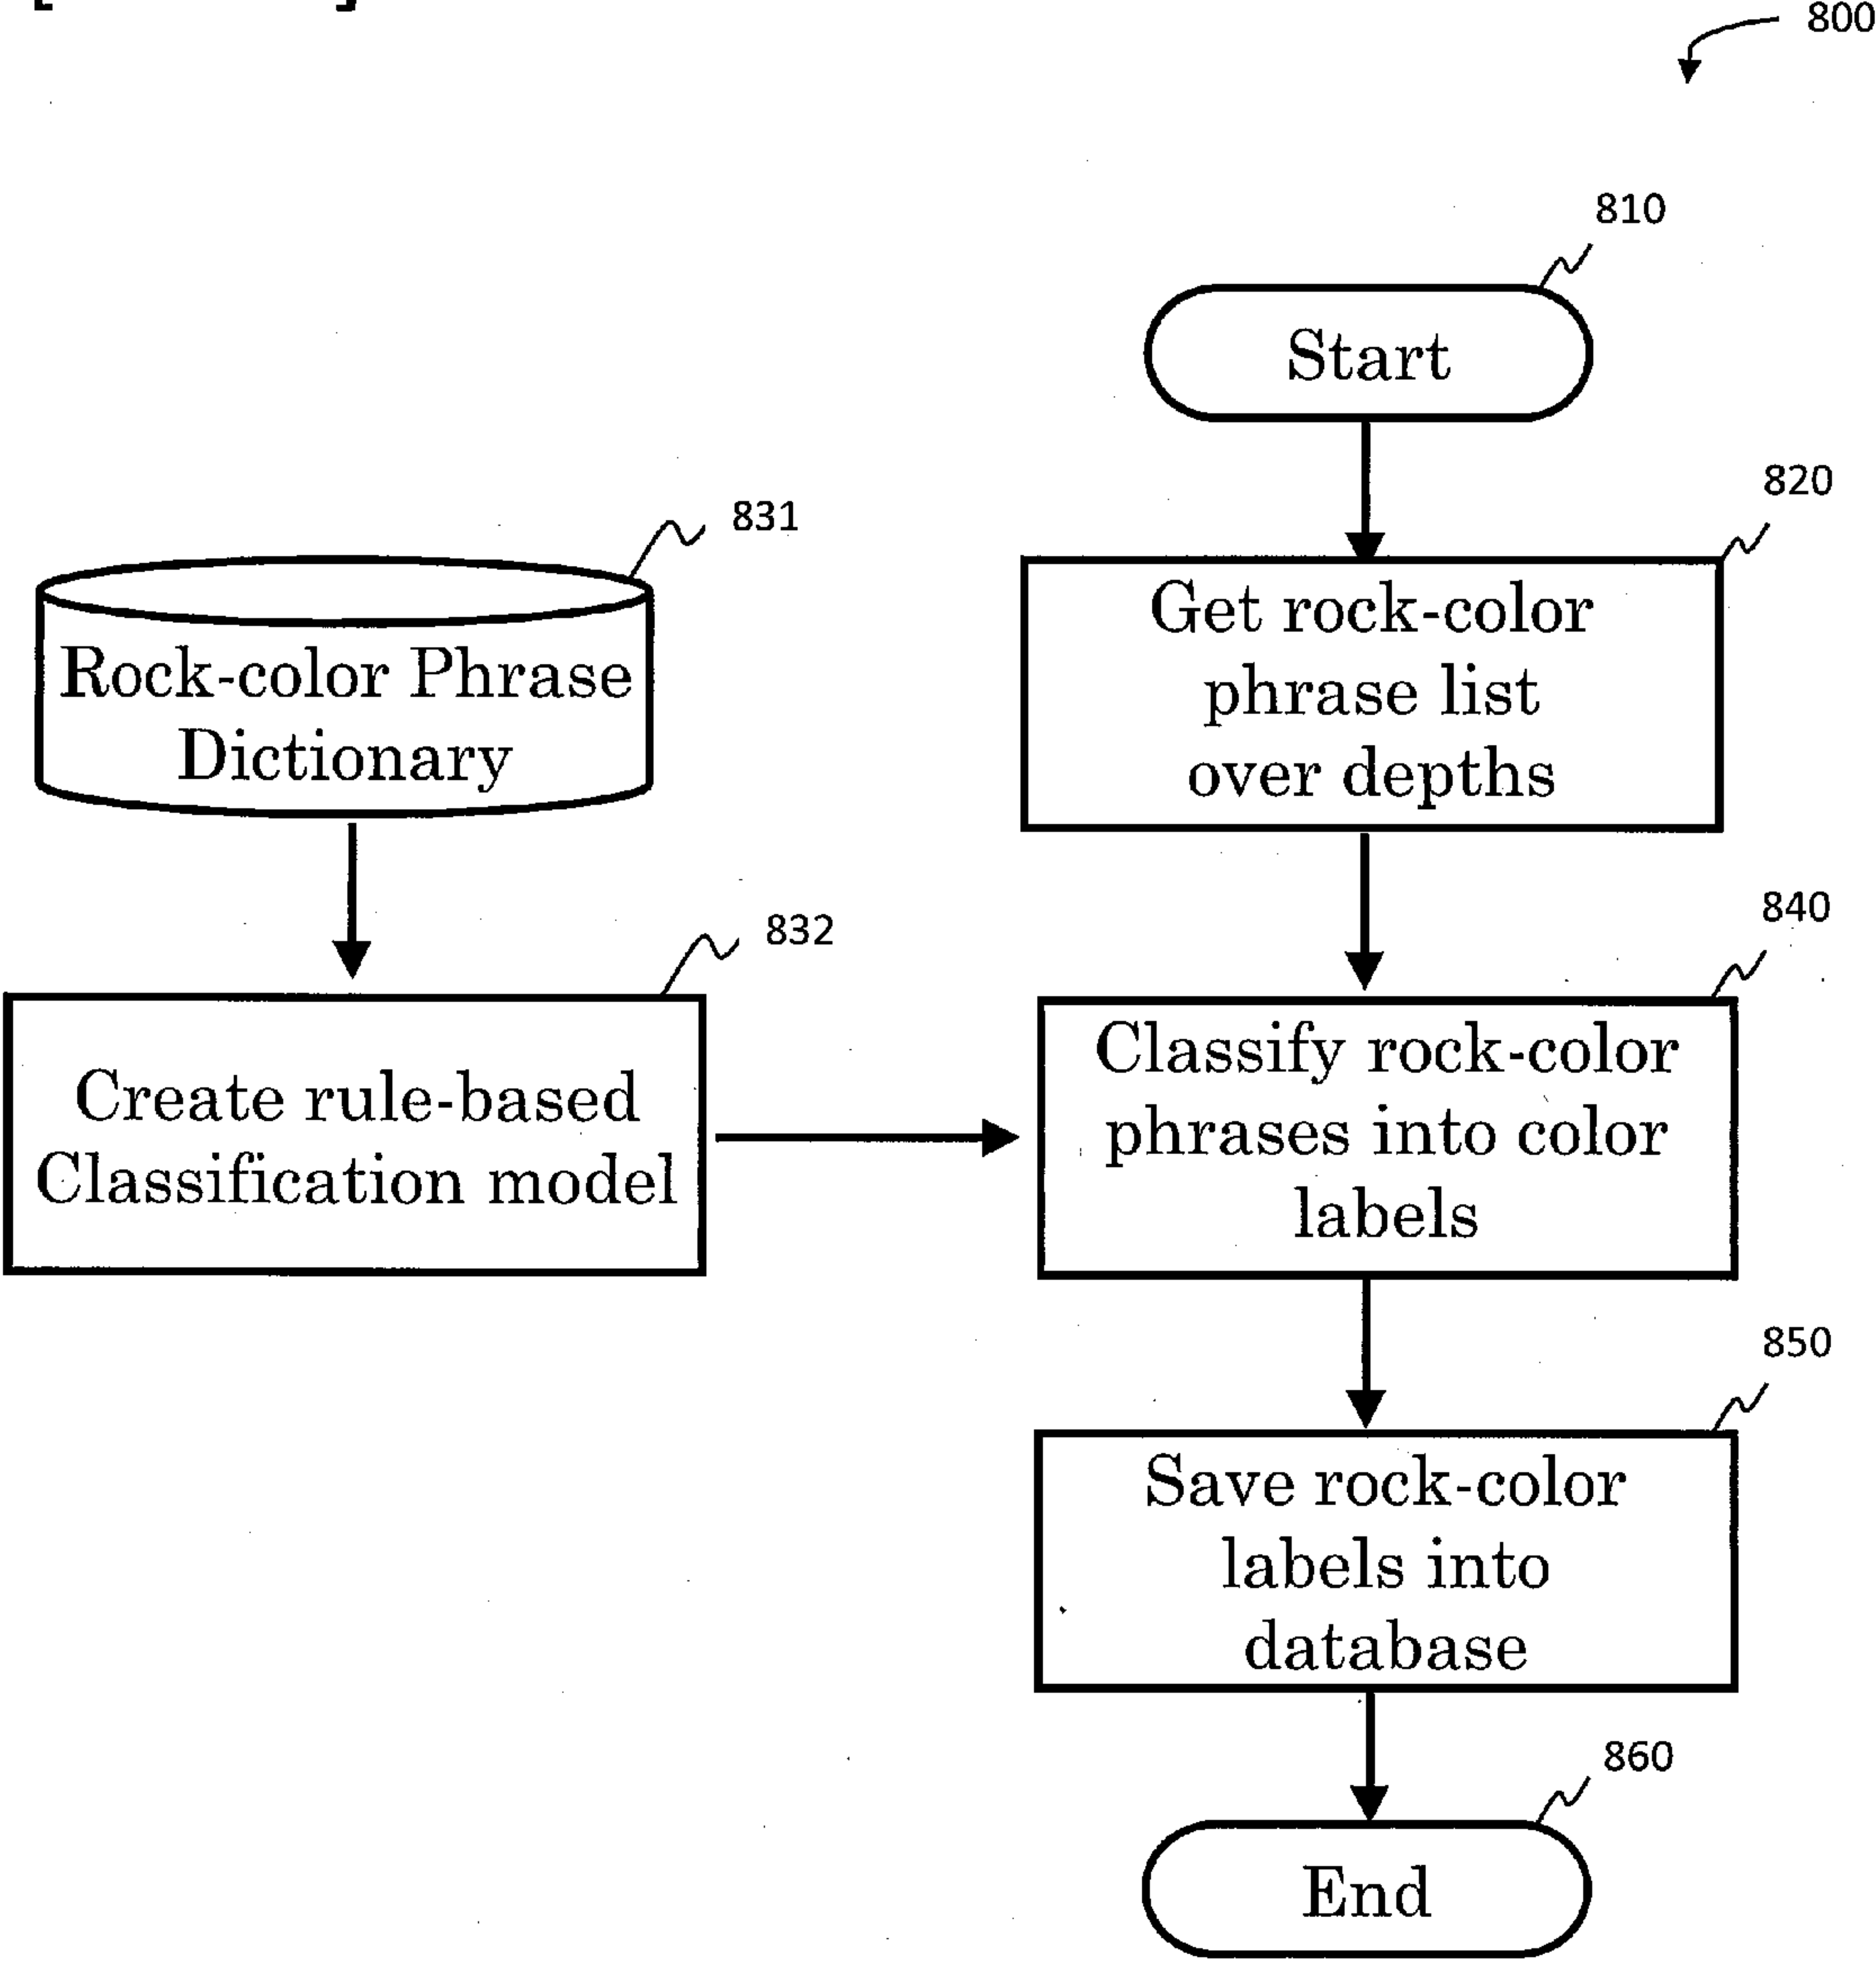 800
810
Start
820
Get rock-color
phrase list
over depths
831
Rock-color Phrase
Dictionary
832
Create rule-based
Classification model
840
Classify rock-color
phrases into color
labels
850
Save rock-color
labels into
database
860
End